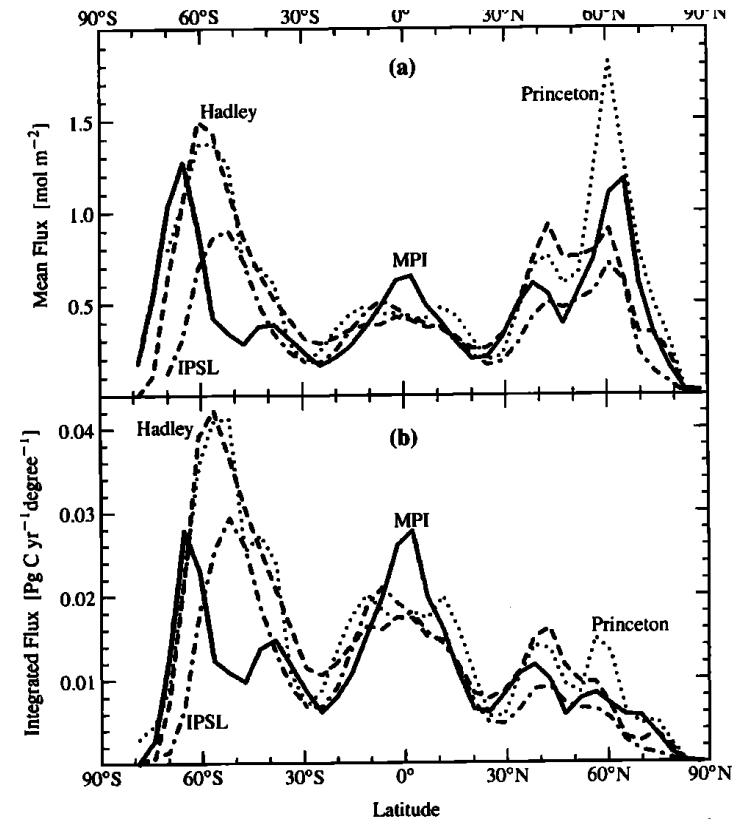 90°S 60°S 30°S 0° 30°N 60°N 90°N
(a)
Princeton
Hadley
1.5
1.0
MPI
0.5
IPSL
Mean Flux [mol m−2]
0.04
Hadley
(b)
0.03
MPI
0.02
Princeton
0.01
IPSL
Integrated Flux [Pg C yr−1degree−1]
90°S 60°S 30°S 0° 30°N 60°N 90°N
Latitude